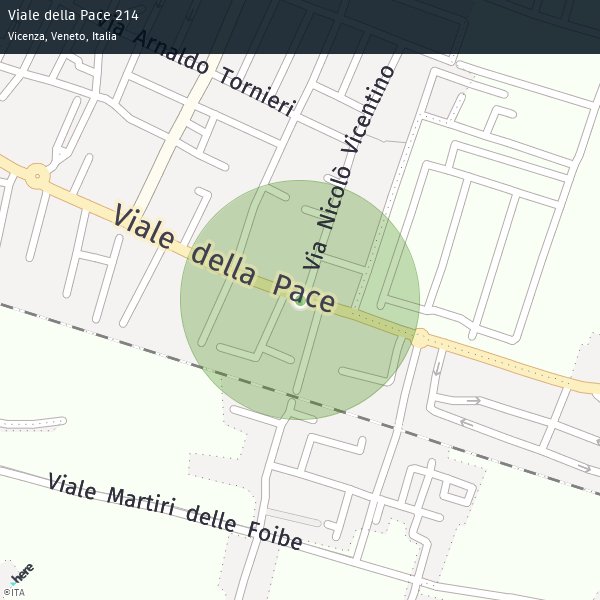 Viale della Pace 214
Vicenza, Veneto, Italia
Via Arnaldo Tornieri
Via Nicolò Vicentino
Viale della Pace
Viale Martiri delle Foibe
here
©ITA